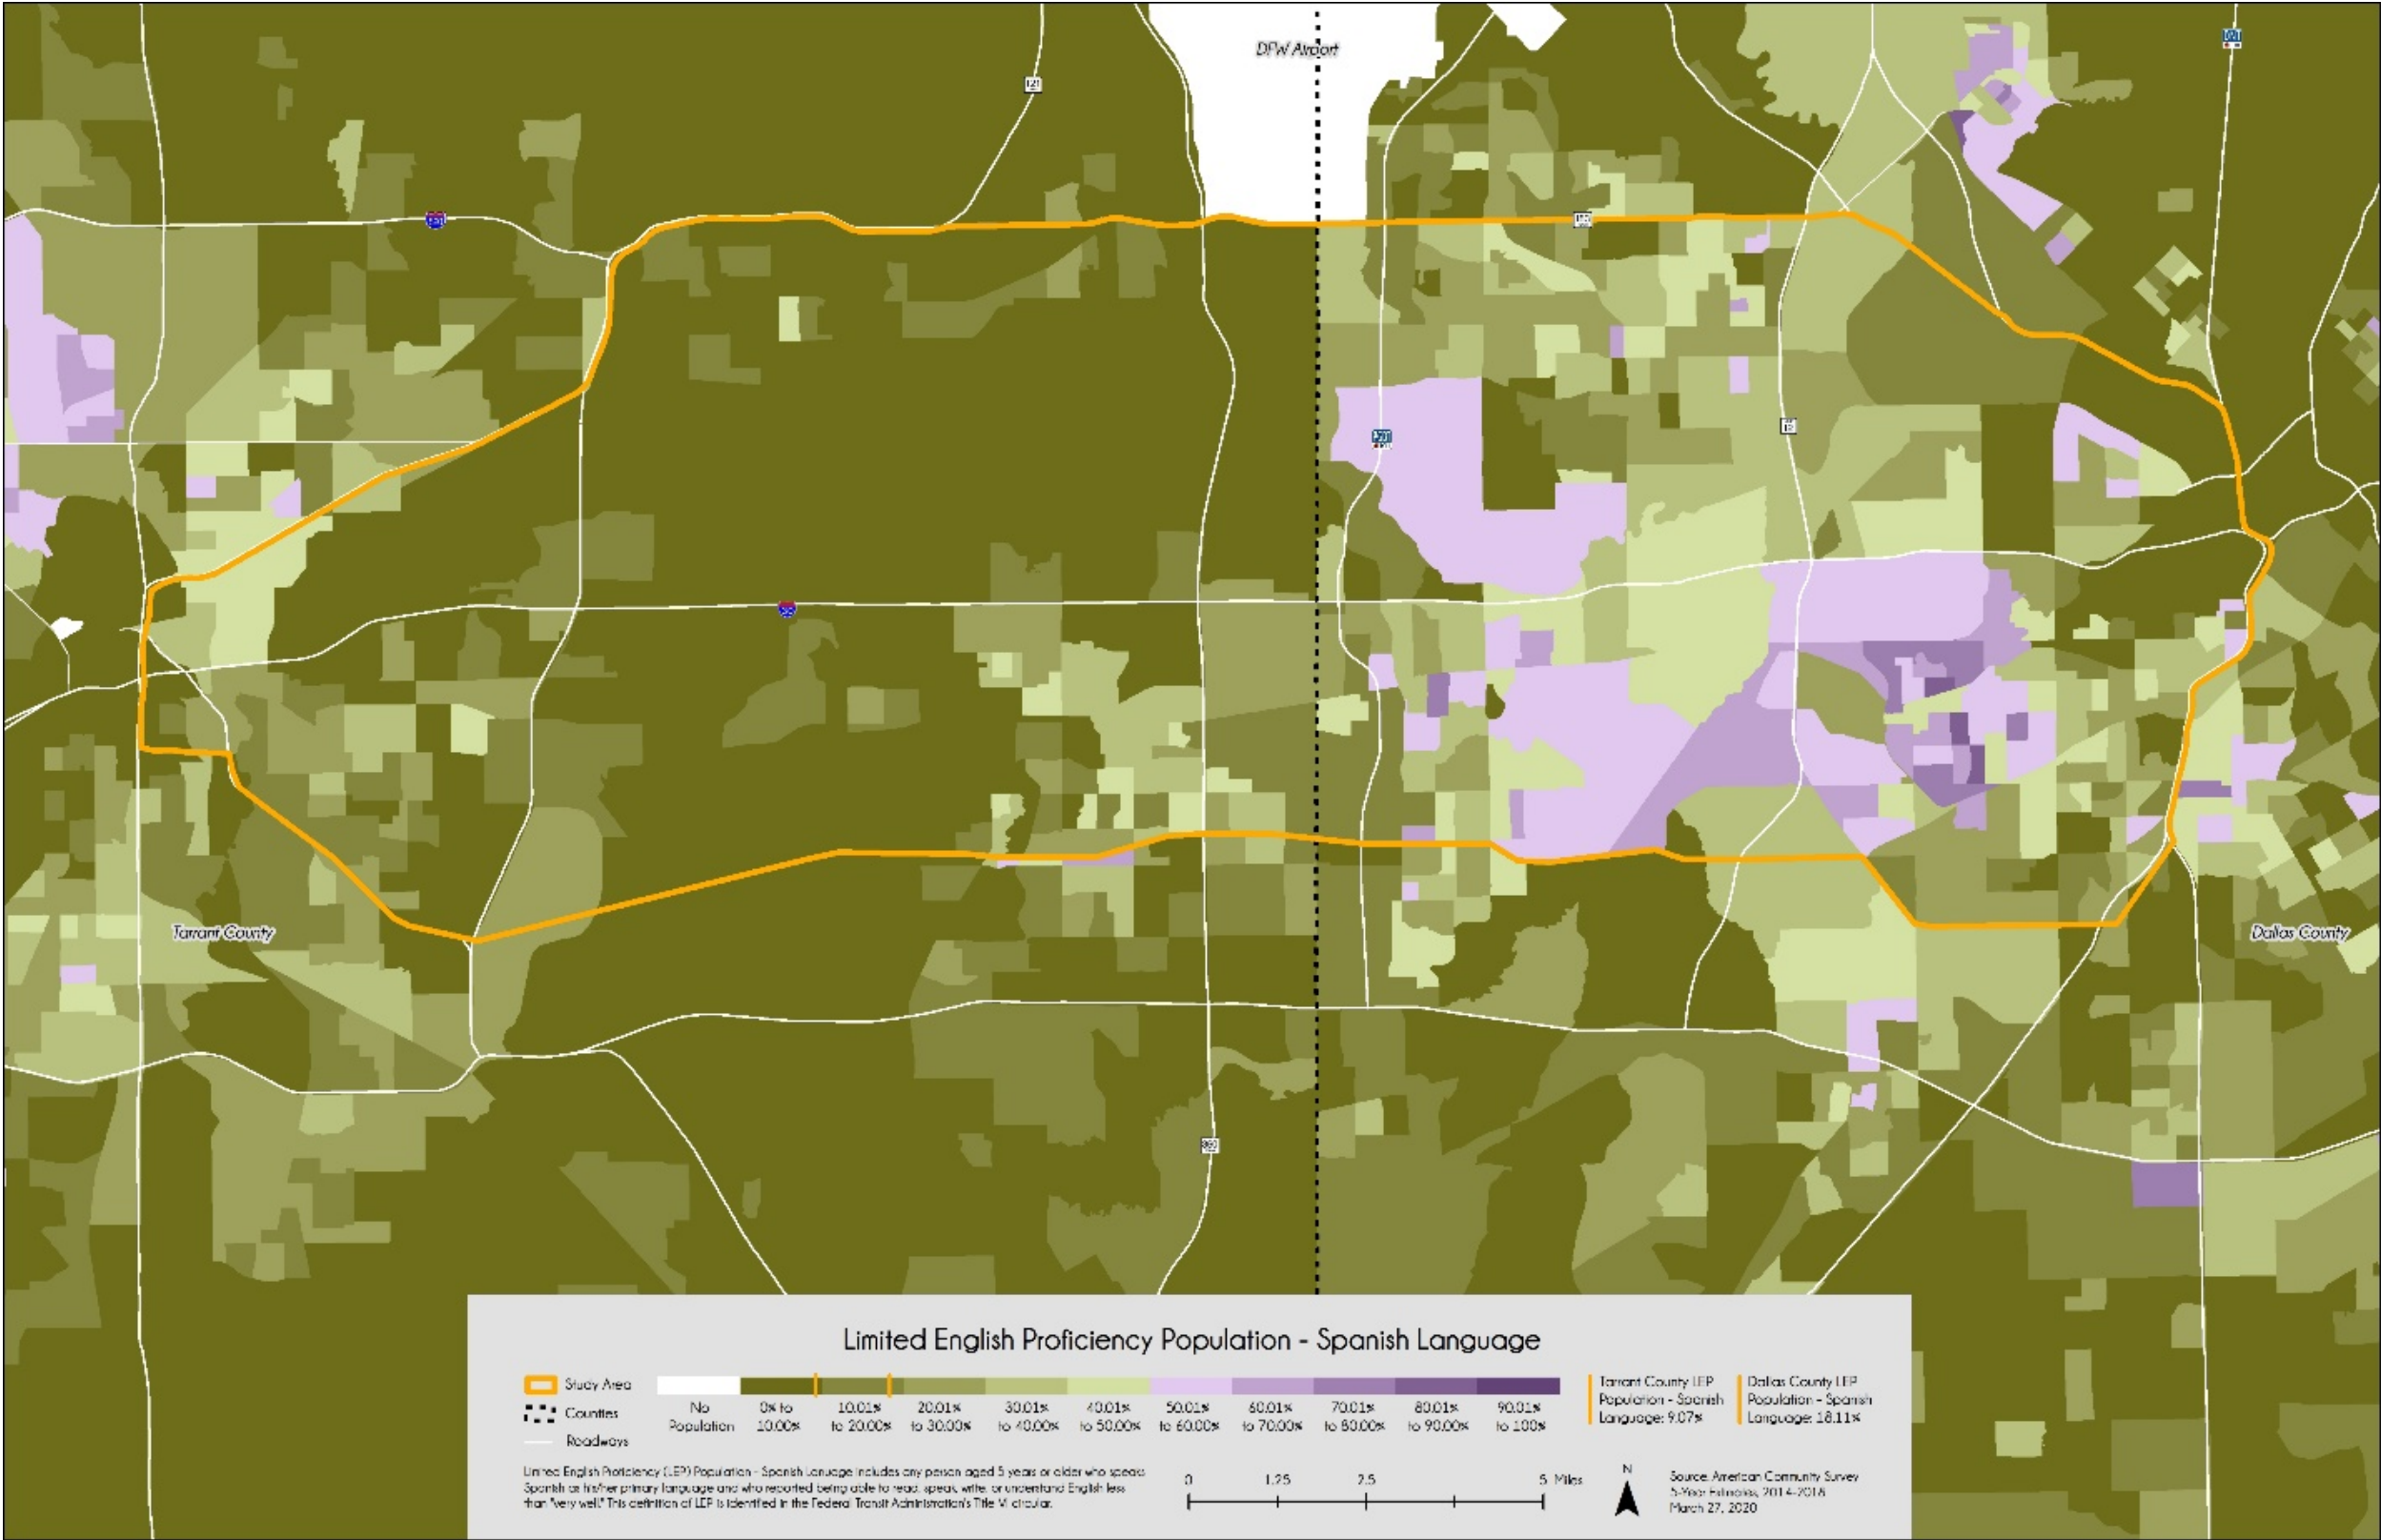 DFW Airport
121
183
12
360
Tarrant County
Dallas County
Limited English Proficiency Population - Spanish Language
Study Area
Counties
Roadways
No Population
0% to 10.00%
10.01% to 20.00%
20.01% to 30.00%
30.01% to 40.00%
40.01% to 50.00%
50.01% to 60.00%
60.01% to 70.00%
70.01% to 80.00%
80.01% to 90.00%
90.01% to 100%
Tarrant County LEP
Population - Spanish
Language: 9.07%
Dallas County LEP
Population - Spanish
Language: 18.11%
Limited English Proficiency (LEP) Population - Spanish Lanuage includes any person aged 5 years or older who speaks
Spanish as his/her primary language and who reported being able to read, speak, write, or understand English less
than "very well." This definition of LEP is identified in the Federal Transit Administration's Title VI circular.
0 1.25 2.5 5 Miles
N
Source: American Community Survey
5-Year Estimates, 2014-2018
March 27, 2020